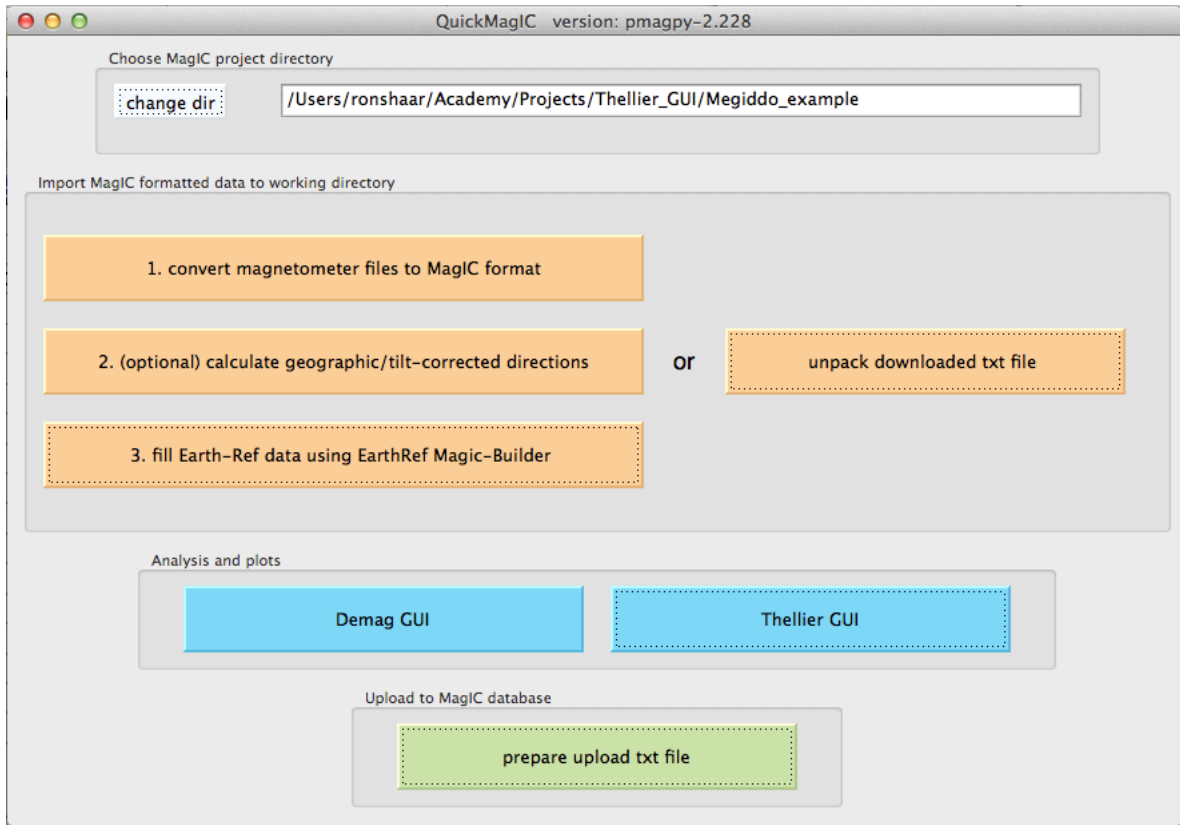 QuickMagIC version: pmagpy-2.228
Choose MagIC project directory
change dir
/Users/ronshaar/Academy/Projects/Thellier_GUI/Megiddo_example
Import MagIC formatted data to working directory
1. convert magnetometer files to MagIC format
2. (optional) calculate geographic/tilt-corrected directions
or
unpack downloaded txt file
3. fill Earth-Ref data using EarthRef Magic-Builder
Analysis and plots
Demag GUI
Thellier GUI
Upload to MagIC database
prepare upload txt file